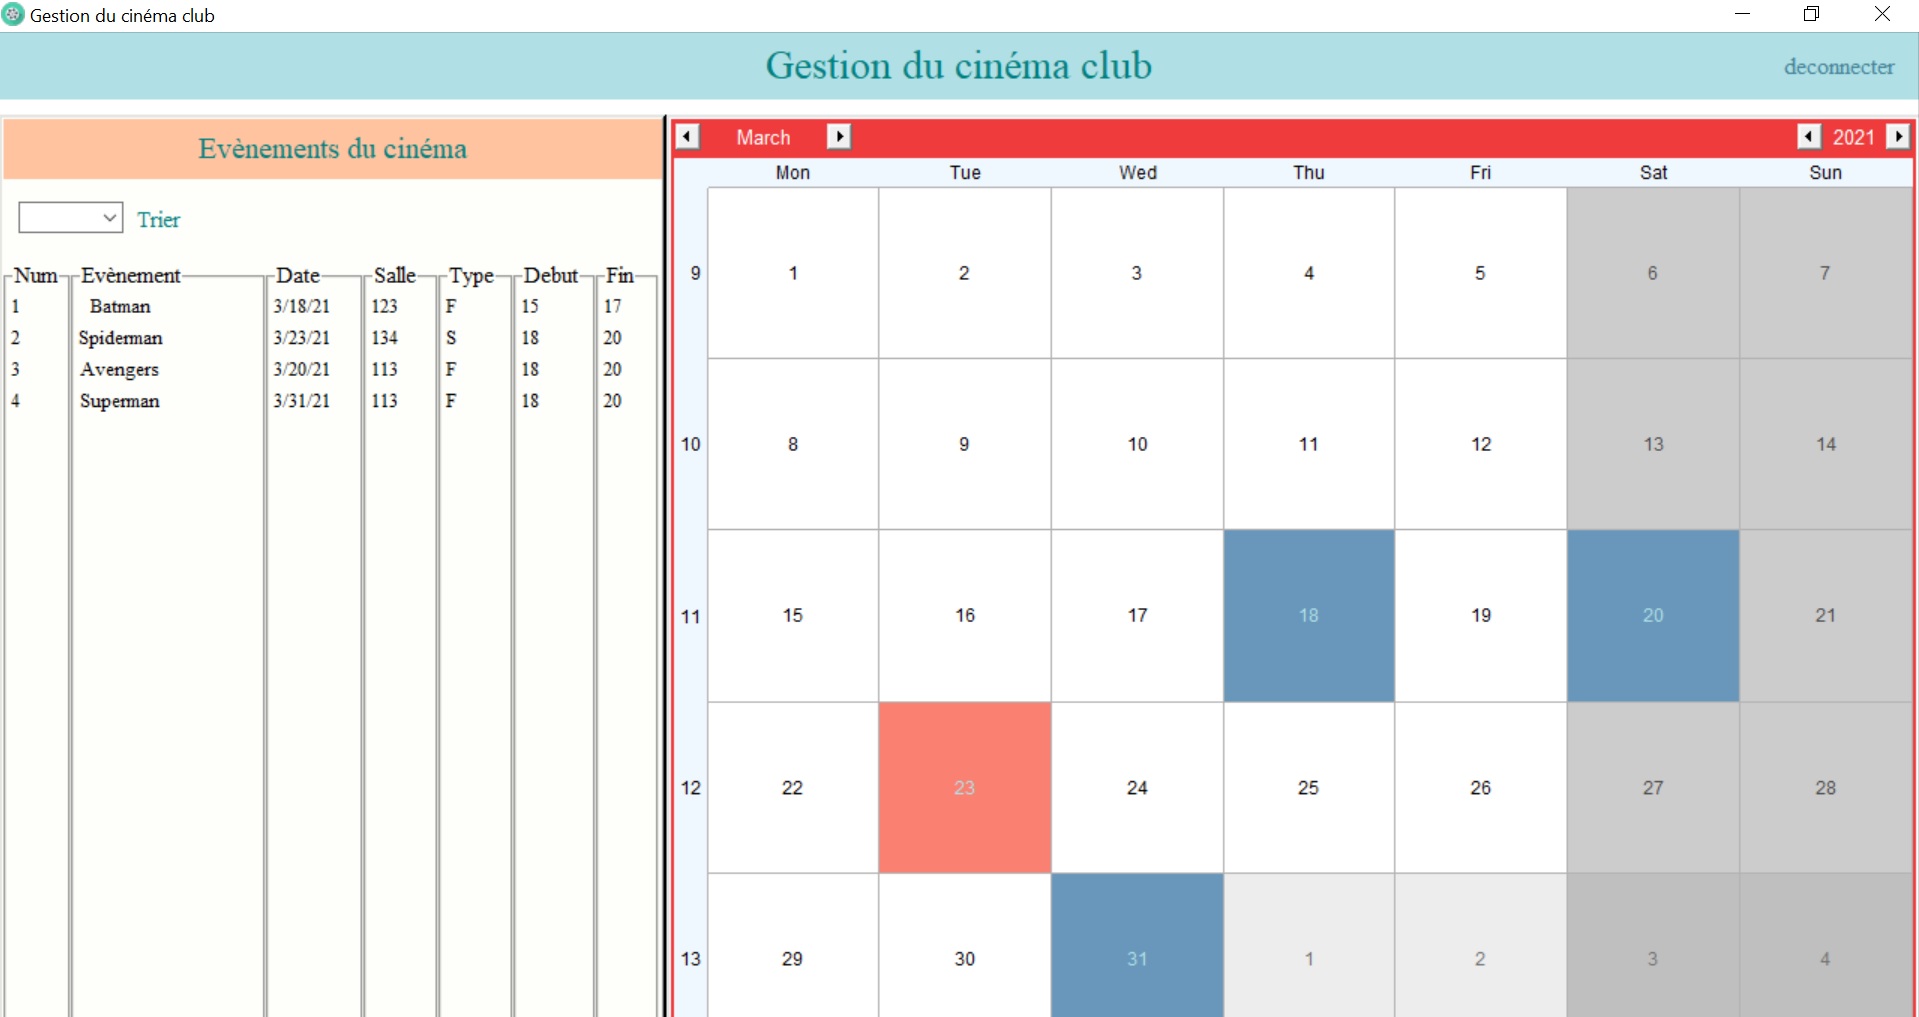 Gestion du cinéma club
Gestion du cinéma club
deconnecter
Evènements du cinéma
Trier
Num Evènement Date Salle Type Debut Fin
1 Batman 3/18/21 123 F 15 17
2 Spiderman 3/23/21 134 S 18 20
3 Avengers 3/20/21 113 F 18 20
4 Superman 3/31/21 113 F 18 20
March 2021
Mon Tue Wed Thu Fri Sat Sun
9 1 2 3 4 5 6 7
10 8 9 10 11 12 13 14
11 15 16 17 18 19 20 21
12 22 23 24 25 26 27 28
13 29 30 31 1 2 3 4